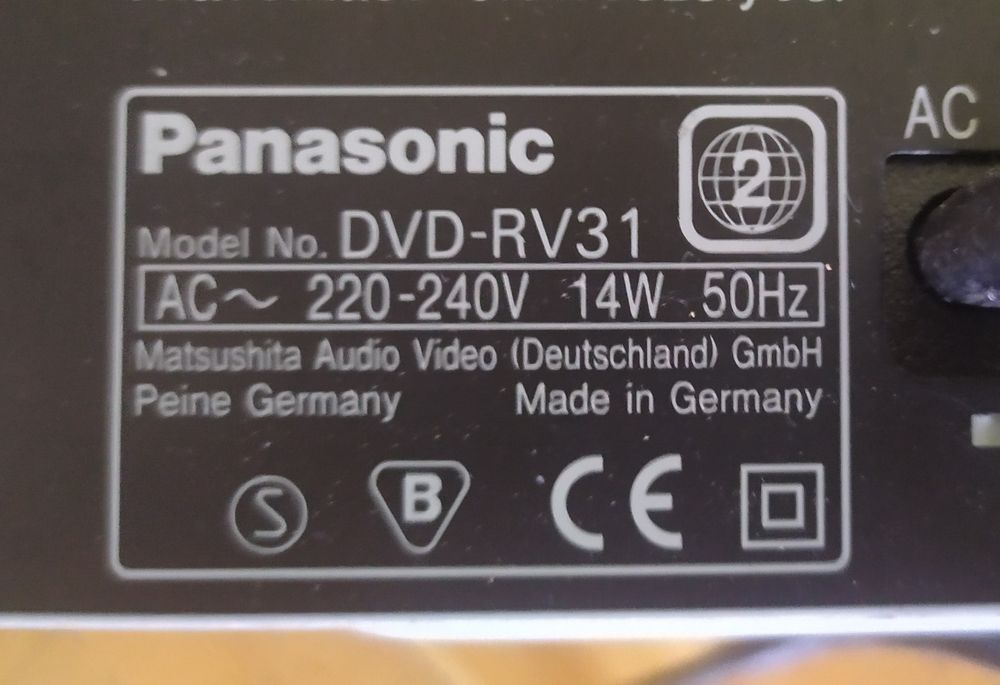 Panasonic
2
Model No. DVD-RV31
AC~ 220-240V 14W 50Hz
Matsushita Audio Video (Deutschland) GmbH
Peine Germany Made in Germany
S B CE
AC